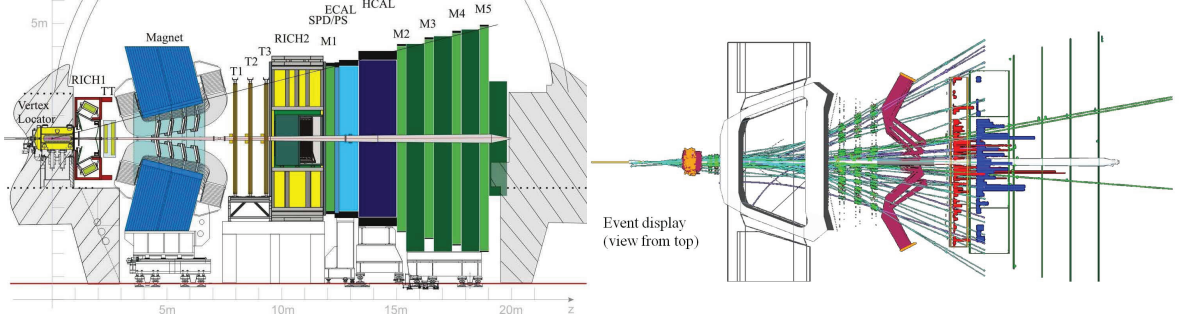 5m
Vertex
Locator
RICH1
TT
Magnet
T1
T2
T3
RICH2
SPD/PS
M1
ECAL
HCAL
M2
M3
M4
M5
5m
10m
15m
20m
z
Event display
(view from top)